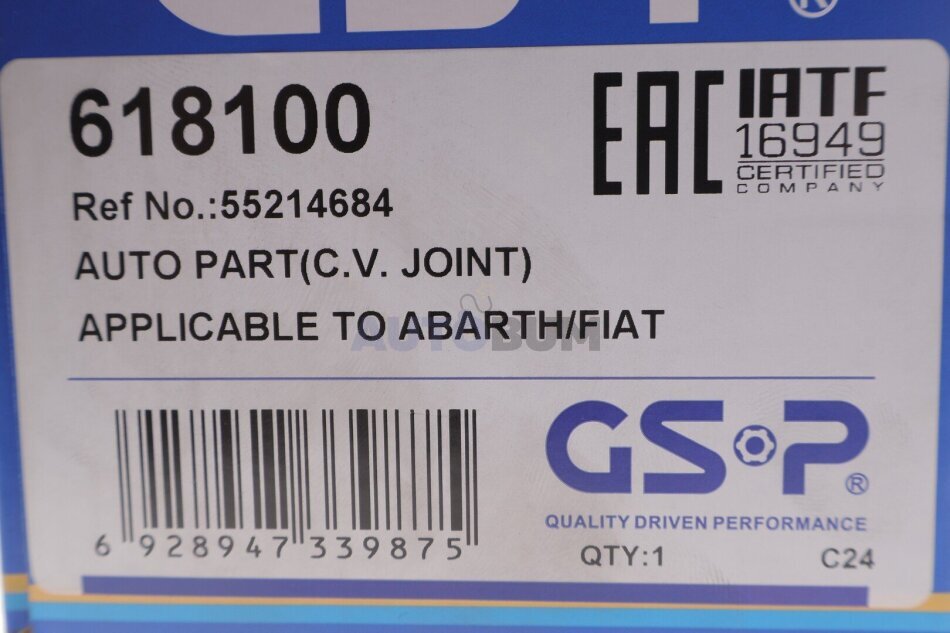 618100
EAC
IATF
16949
CERTIFIED
COMPANY
Ref No.:55214684
AUTO PART(C.V. JOINT)
APPLICABLE TO ABARTH/FIAT
AUTOBUM
GSP®
QUALITY DRIVEN PERFORMANCE
6 928947 339875
QTY:1
C24